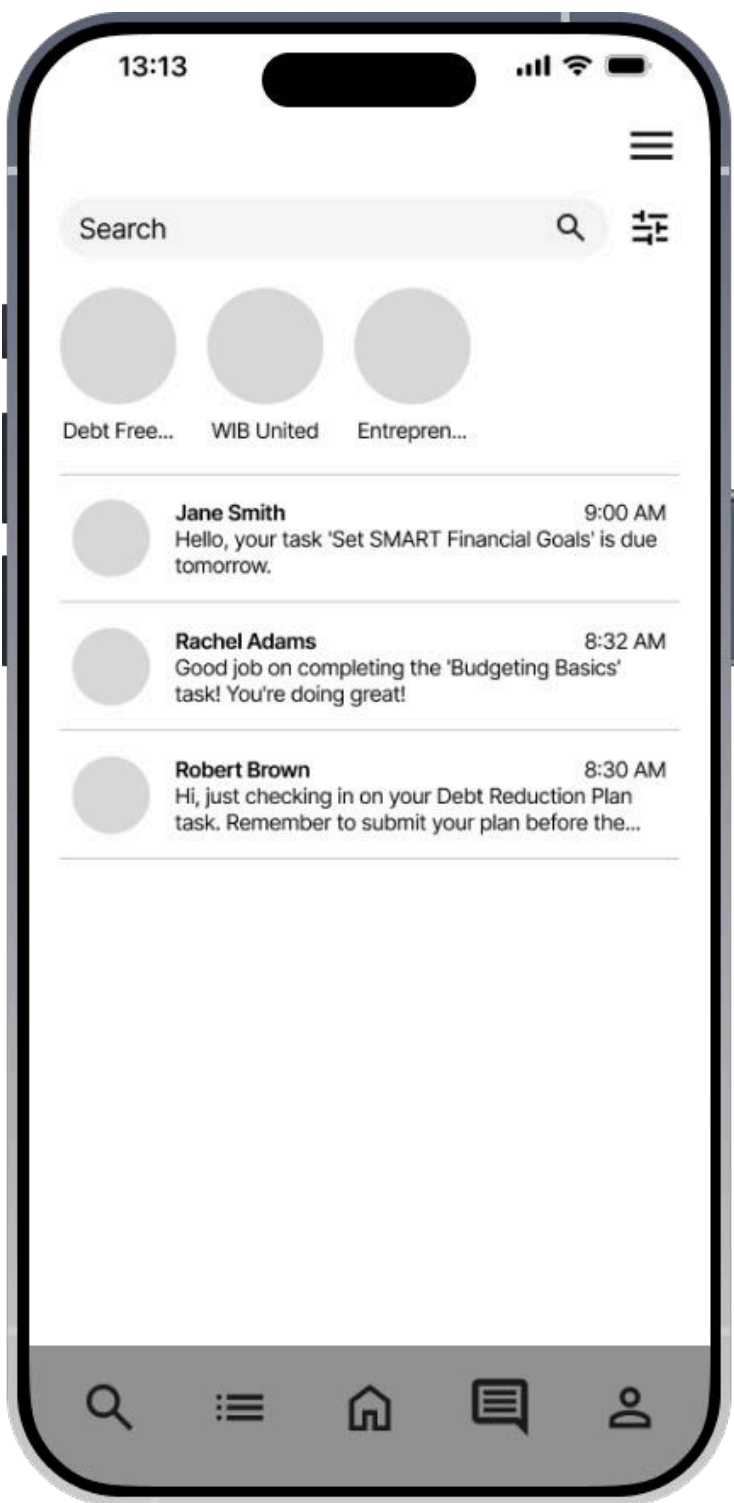 13:13
Search
Debt Free... WIB United Entrepren...
Jane Smith 9:00 AM
Hello, your task 'Set SMART Financial Goals' is due
tomorrow.
Rachel Adams 8:32 AM
Good job on completing the 'Budgeting Basics'
task! You're doing great!
Robert Brown 8:30 AM
Hi, just checking in on your Debt Reduction Plan
task. Remember to submit your plan before the...